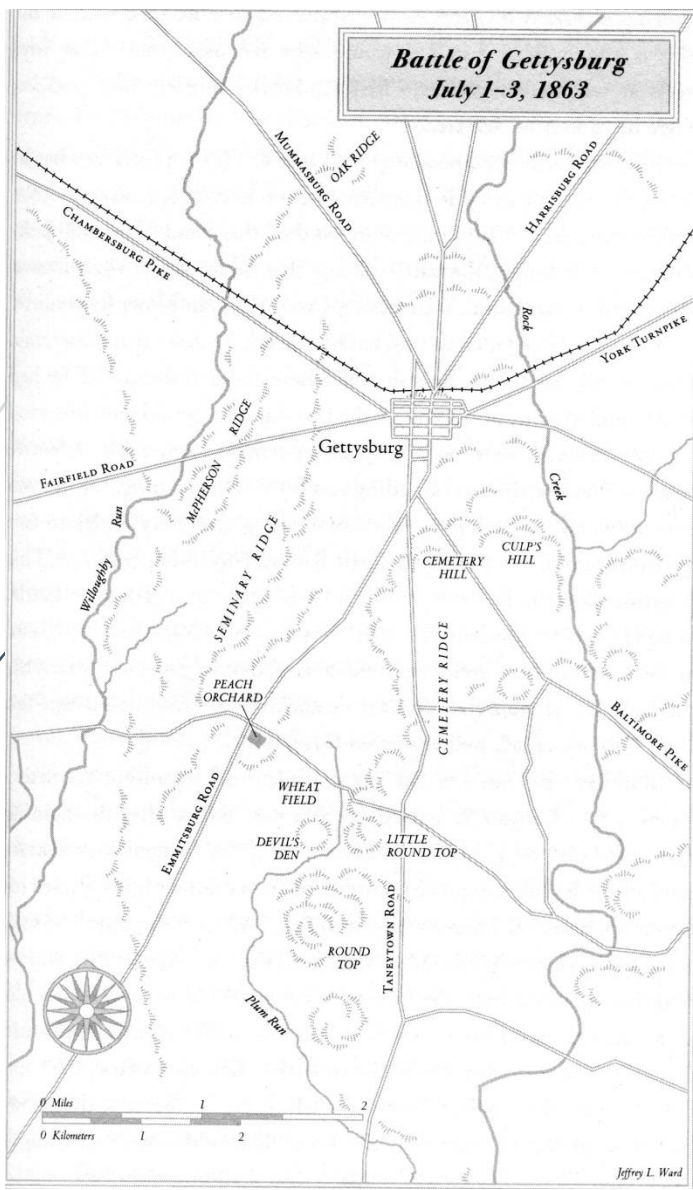 Battle of Gettysburg
July 1–3, 1863
MUMMASBURG ROAD
OAK RIDGE
HARRISBURG ROAD
CHAMBERSBURG PIKE
Rock
YORK TURNPIKE
Gettysburg
FAIRFIELD ROAD
MCPHERSON
RIDGE
Creek
Willoughby
Run
SEMINARY RIDGE
CEMETERY
HILL
CULP'S
HILL
CEMETERY RIDGE
PEACH
ORCHARD
BALTIMORE PIKE
EMMITSBURG ROAD
WHEAT
FIELD
DEVIL'S
DEN
LITTLE
ROUND TOP
TANEYTOWN ROAD
ROUND
TOP
Plum Run
0 Miles 1 2
0 Kilometers 1 2
Jeffrey L. Ward